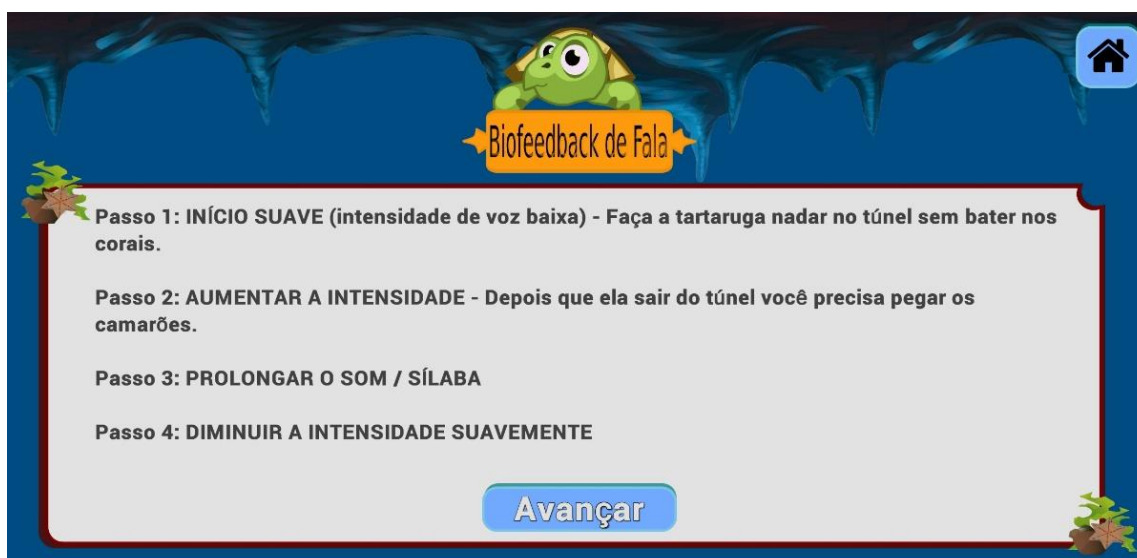 Biofeedback de Fala
Passo 1: INÍCIO SUAVE (intensidade de voz baixa) - Faça a tartaruga nadar no túnel sem bater nos
corais.
Passo 2: AUMENTAR A INTENSIDADE - Depois que ela sair do túnel você precisa pegar os
camarões.
Passo 3: PROLONGAR O SOM / SÍLABA
Passo 4: DIMINUIR A INTENSIDADE SUAVEMENTE
Avançar